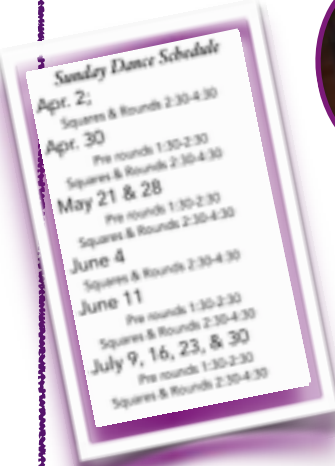 Sunday Dance Schedule
Apr. 2;
Squares & Rounds 2:30-4:30
Apr. 30
Pre rounds 1:30-2:30
Squares & Rounds 2:30-4:30
May 21 & 28
Pre rounds 1:30-2:30
Squares & Rounds 2:30-4:30
June 4
Squares & Rounds 2:30-4:30
June 11
Pre rounds 1:30-2:30
Squares & Rounds 2:30-4:30
July 9, 16, 23, & 30
Pre rounds 1:30-2:30
Squares & Rounds 2:30-4:30